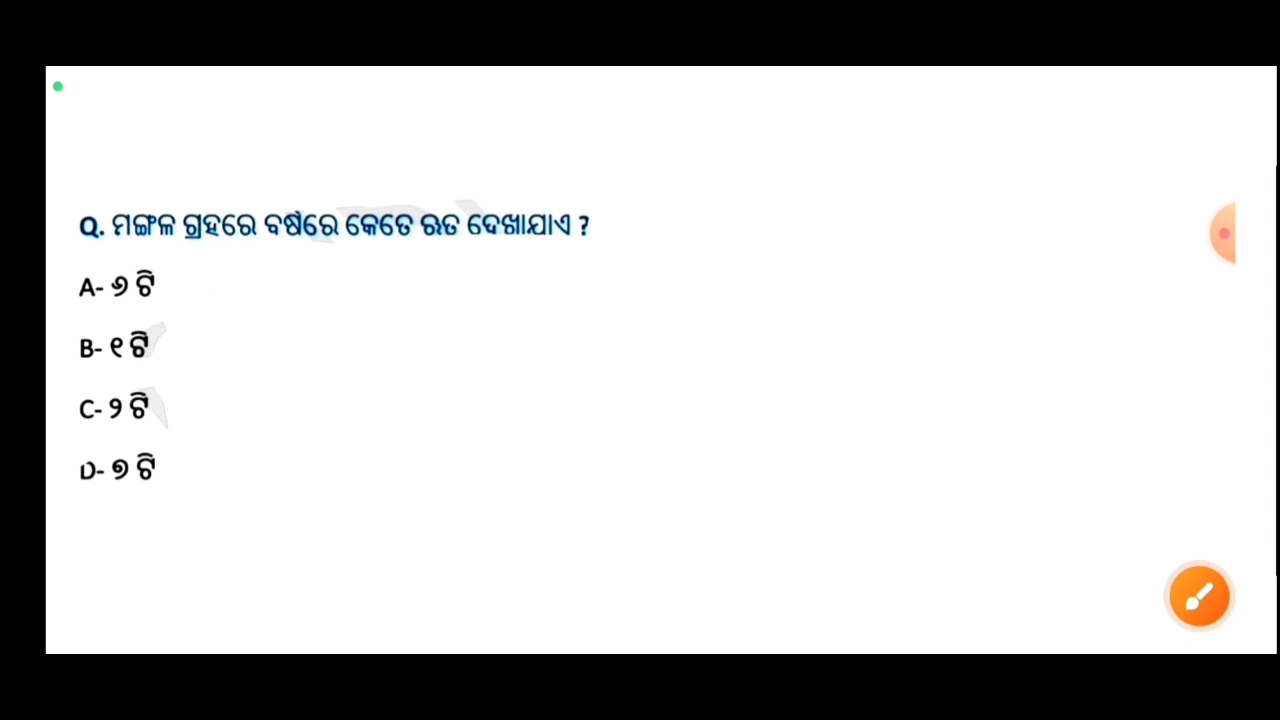 Q. ମଙ୍ଗଳ ଗ୍ରହରେ ବର୍ଷରେ କେତେ ଋତ ଦେଖାଯାଏ ?
A- ୬ ଟି
B- ୧ ଟି
C- ୨ ଟି
D- ୭ ଟି